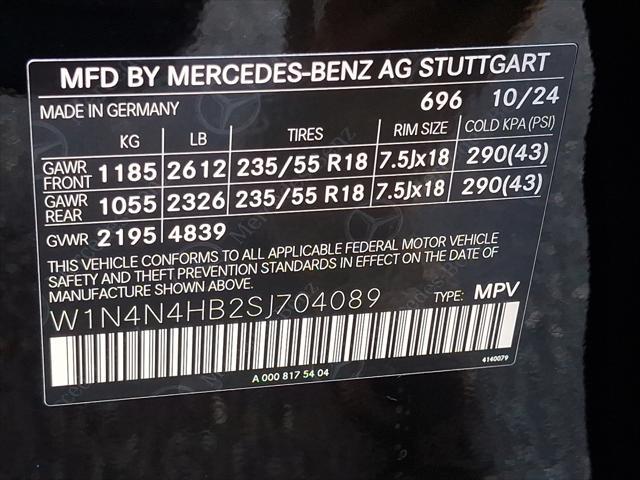 MFD BY MERCEDES-BENZ AG STUTTGART
MADE IN GERMANY 696 10/24
KG LB TIRES RIM SIZE COLD KPA (PSI)
GAWR FRONT 1185 2612 235/55 R18 7.5Jx18 290(43)
GAWR REAR 1055 2326 235/55 R18 7.5Jx18 290(43)
GVWR 2195 4839
THIS VEHICLE CONFORMS TO ALL APPLICABLE FEDERAL MOTOR VEHICLE
SAFETY AND THEFT PREVENTION STANDARDS IN EFFECT ON THE DATE
OF MANUFACTURE SHOWN ABOVE.
W1N4N4HB2SJ704089 TYPE: MPV
4140079
A 000 817 54 04